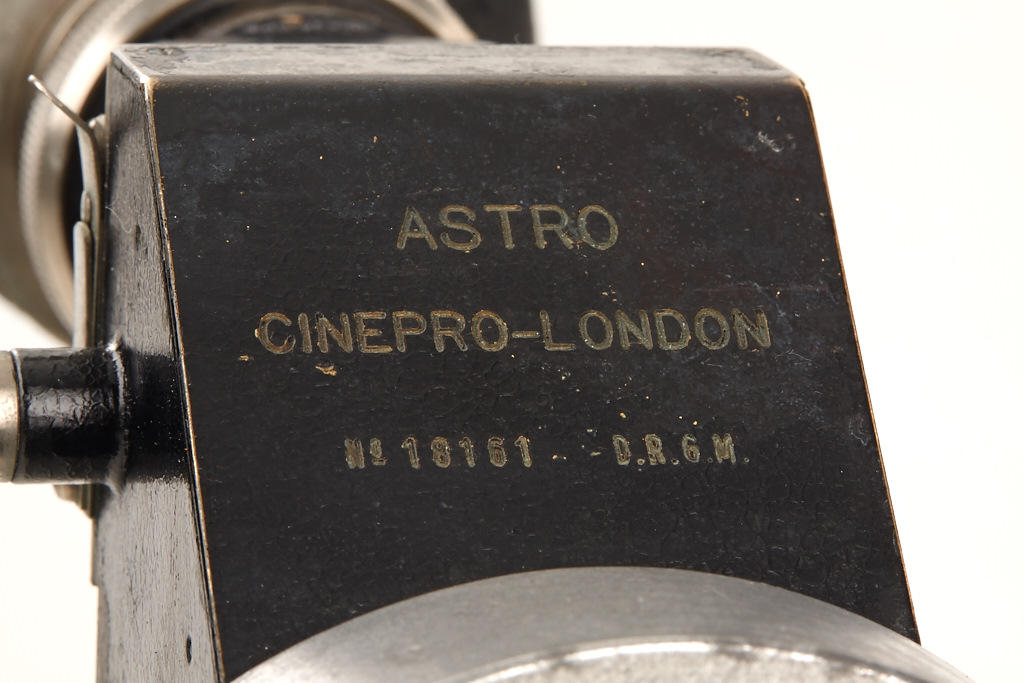 ASTRO
CINEPRO-LONDON
№ 18161 D.R.G.M.